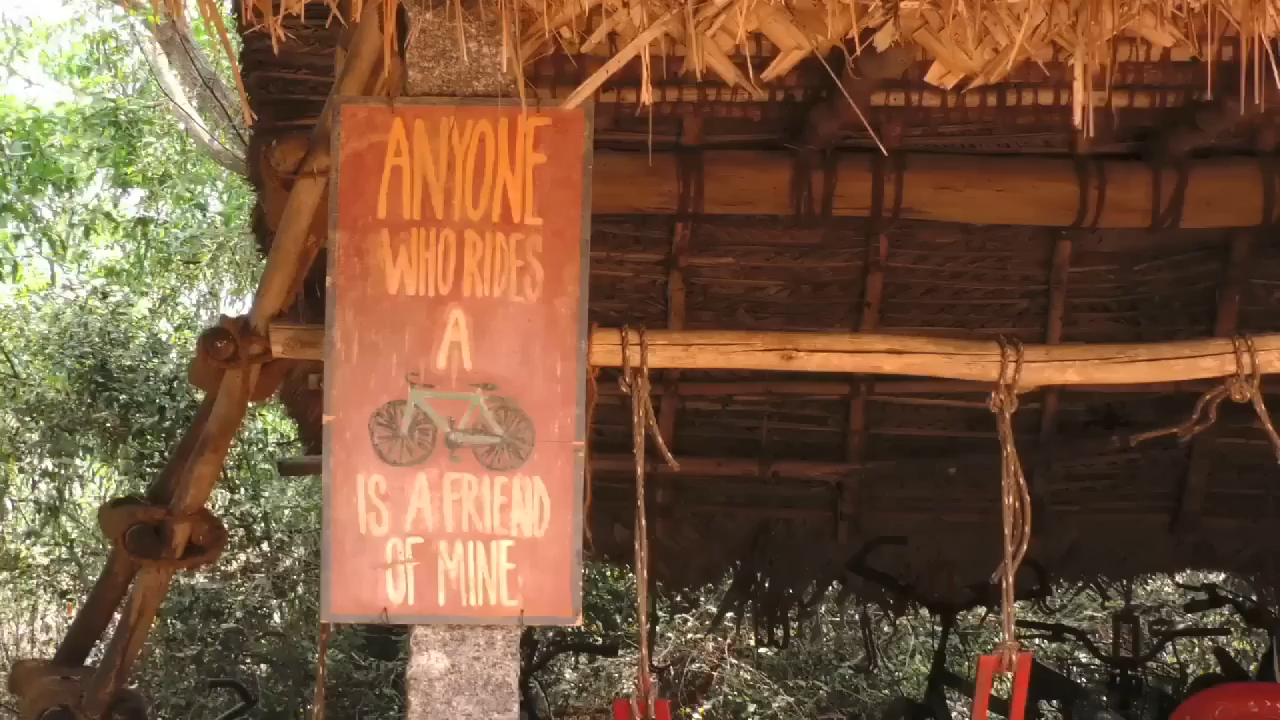 ANYONE
WHO RIDES
A
IS A FRIEND
OF MINE